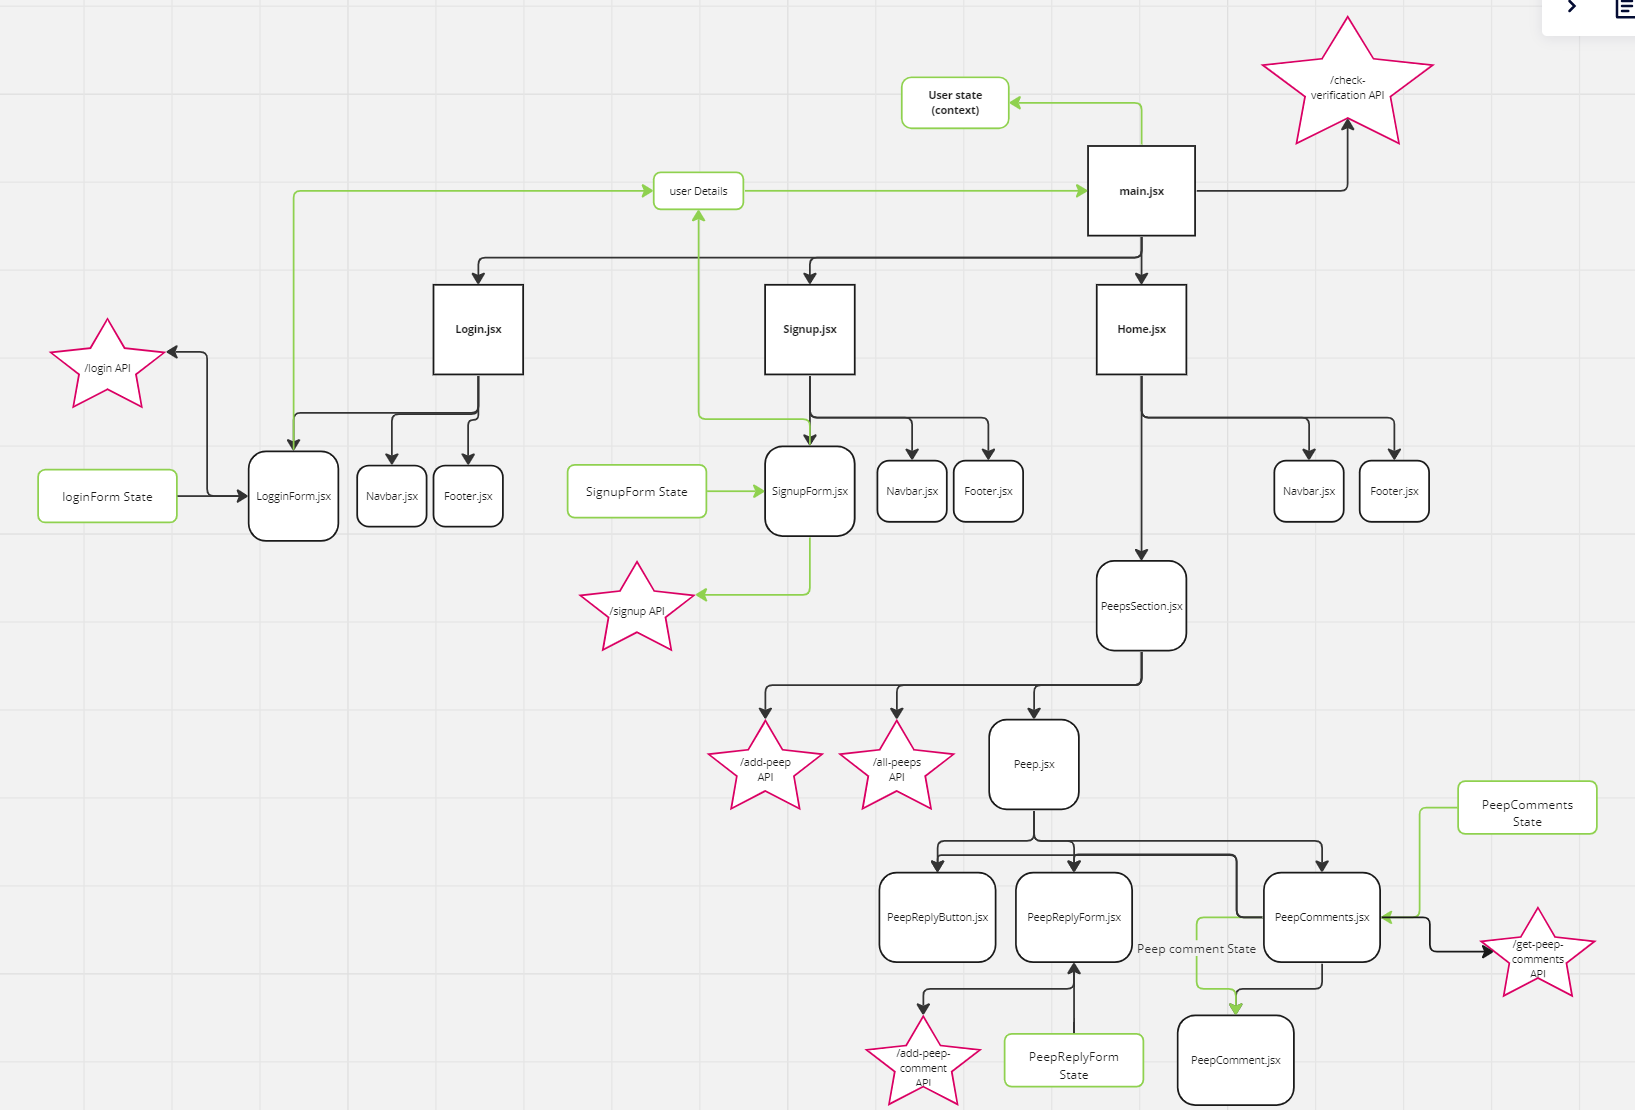 /check-
verification API
User state
(context)
user Details
main.jsx
Login.jsx
Signup.jsx
Home.jsx
/login API
loginForm State
LogginForm.jsx
Navbar.jsx
Footer.jsx
SignupForm State
SignupForm.jsx
Navbar.jsx
Footer.jsx
Navbar.jsx
Footer.jsx
/signup API
PeepsSection.jsx
/add-peep
API
/all-peeps
API
Peep.jsx
PeepComments
State
PeepReplyButton.jsx
PeepReplyForm.jsx
PeepComments.jsx
Peep comment State
/get-peep-
comments
API
/add-peep-
comment
API
PeepReplyForm
State
PeepComment.jsx